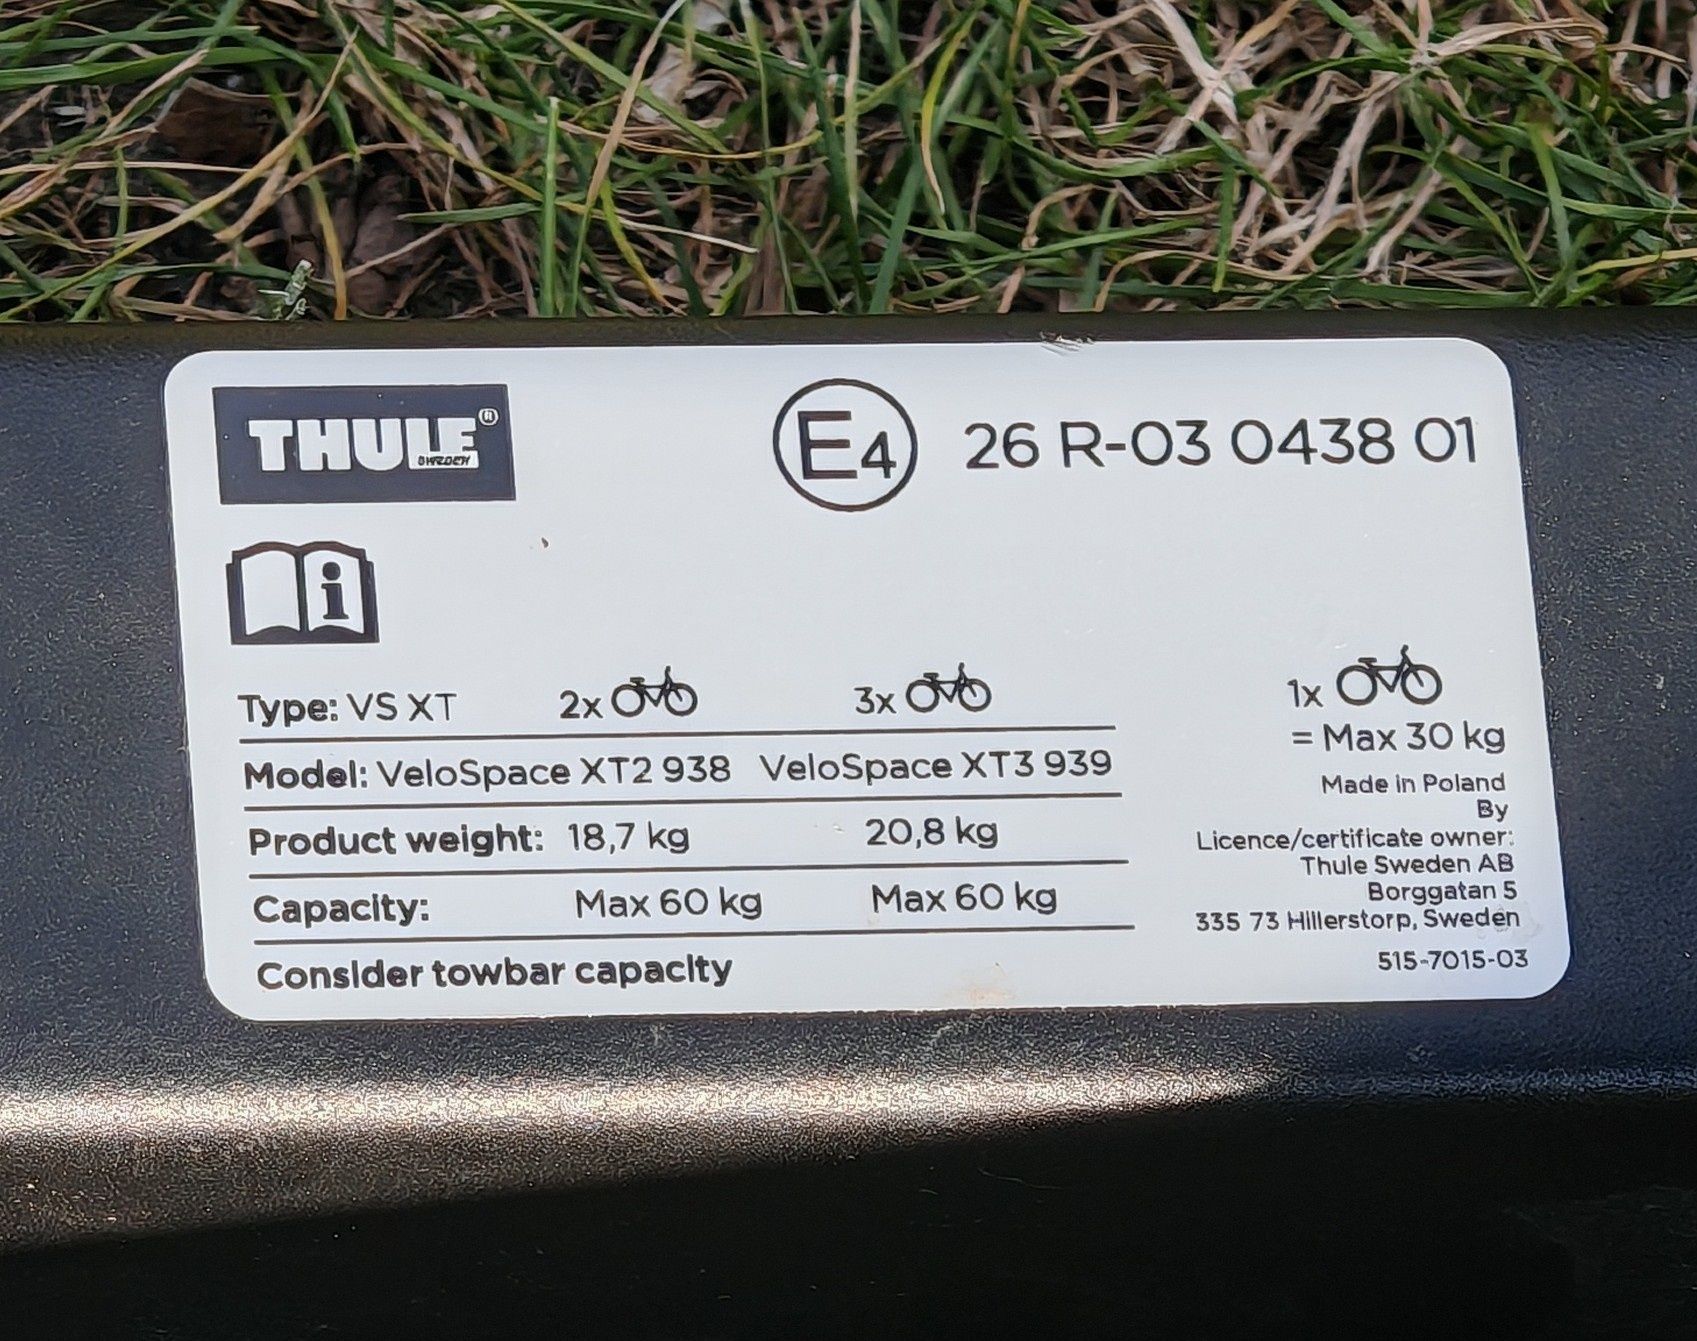 THULE®
SWEDEN
E4 26 R-03 0438 01
i
Type: VS XT 2x 3x
Model: VeloSpace XT2 938 VeloSpace XT3 939
Product weight: 18,7 kg 20,8 kg
Capacity: Max 60 kg Max 60 kg
Consider towbar capacity
1x
= Max 30 kg
Made in Poland
By
Licence/certificate owner:
Thule Sweden AB
Borggatan 5
335 73 Hillerstorp, Sweden
515-7015-03